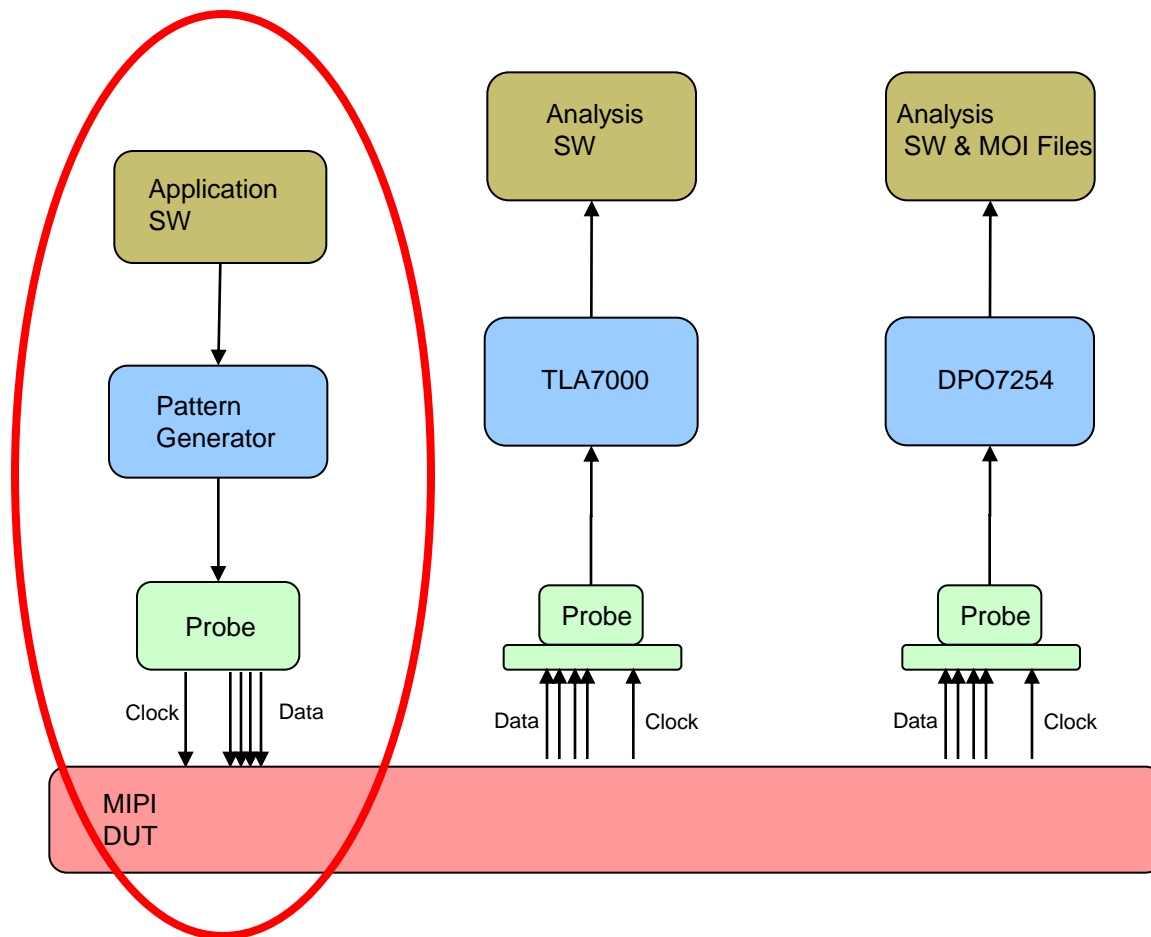 Application
SW
Pattern
Generator
Probe
Clock
Data
Analysis
SW
TLA7000
Probe
Data
Clock
Analysis
SW & MOI Files
DPO7254
Probe
Data
Clock
MIPI
DUT